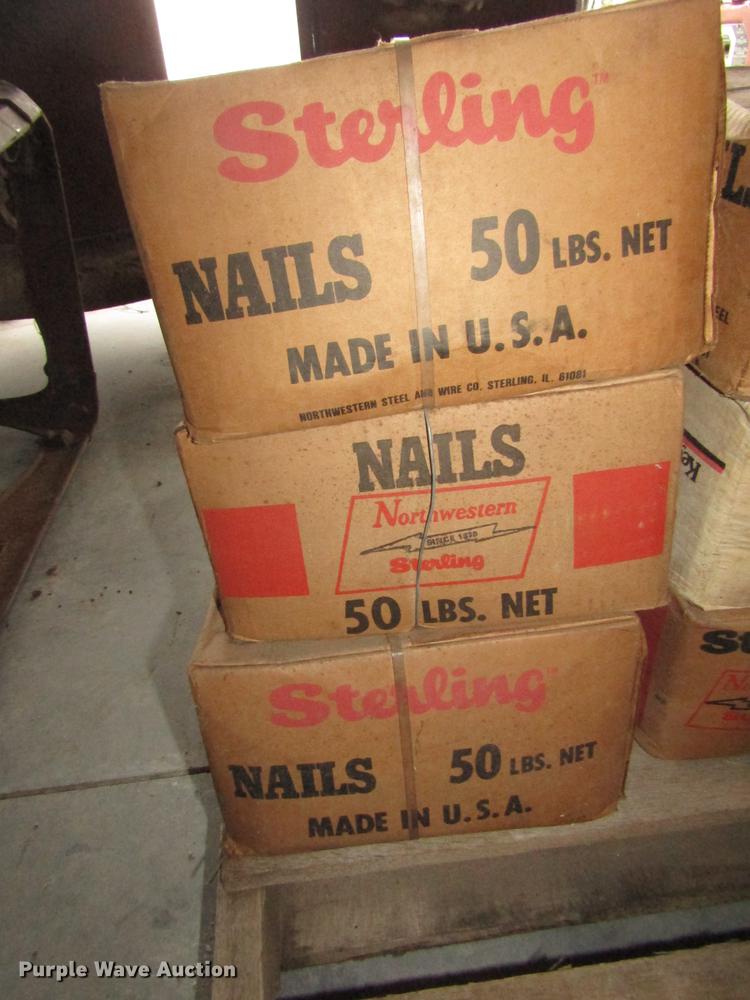 Sterling™
NAILS 50 LBS. NET
MADE IN U.S.A.
NORTHWESTERN STEEL AND WIRE CO. STERLING, IL. 61081
NAILS
Northwestern
Sterling
50 LBS. NET
Sterling
NAILS 50 LBS. NET
MADE IN U.S.A.
Purple Wave Auction